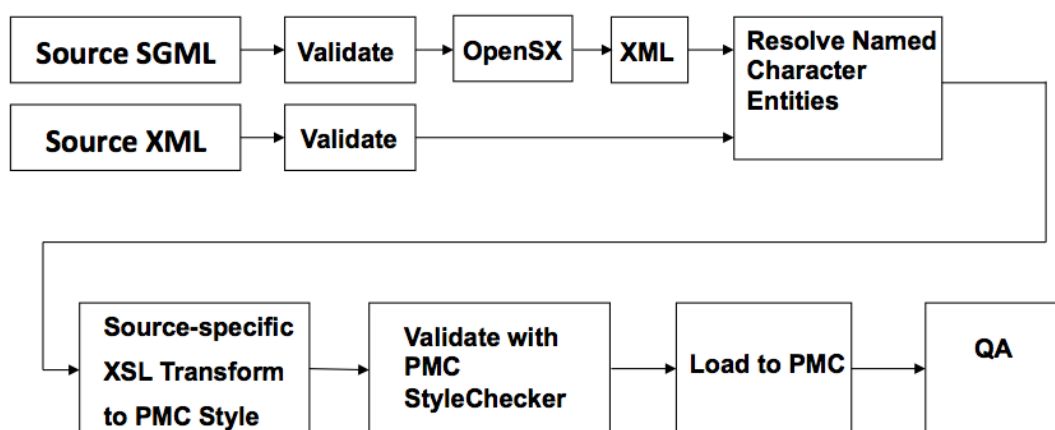 Source SGML
Validate
OpenSX
XML
Resolve Named
Character
Entities
Source XML
Validate
Source-specific
XSL Transform
to PMC Style
Validate with
PMC
StyleChecker
Load to PMC
QA